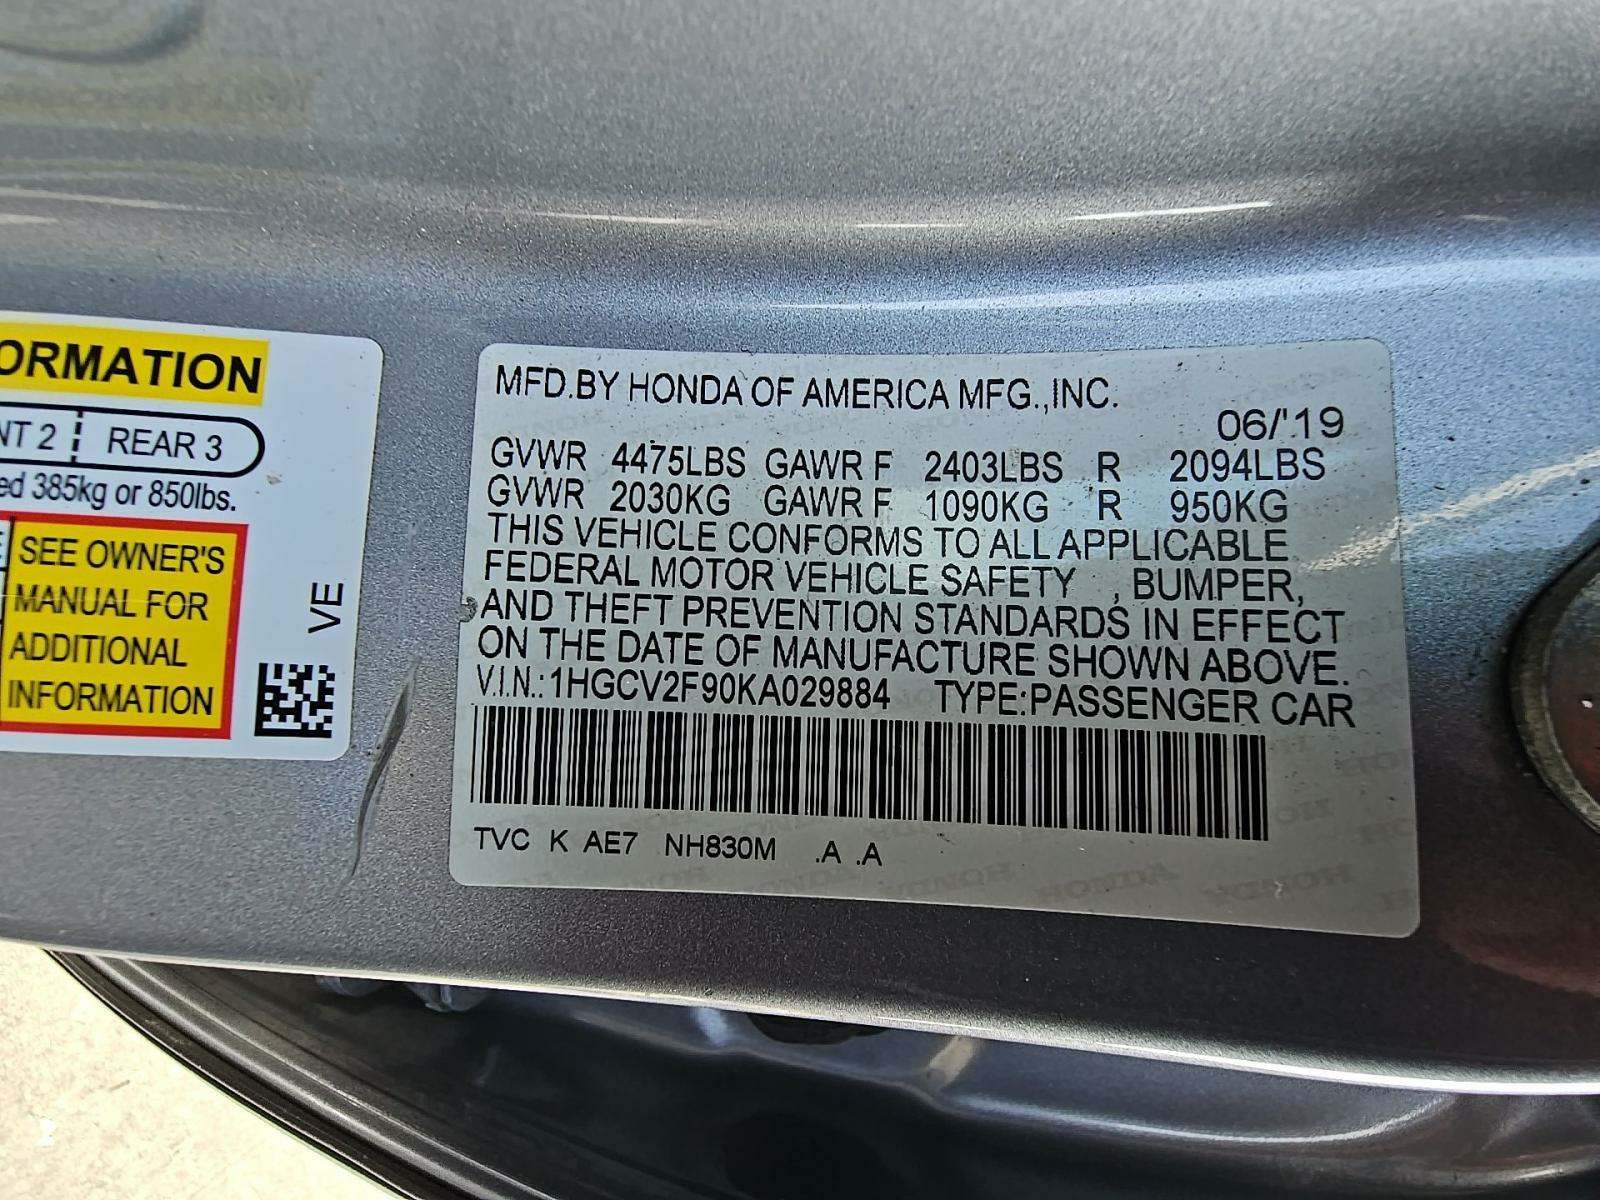 ORMATION
NT 2 REAR 3
ed 385kg or 850lbs.
SEE OWNER'S
MANUAL FOR
ADDITIONAL
INFORMATION
VE
MFD.BY HONDA OF AMERICA MFG.,INC.
06/'19
GVWR 4475LBS GAWR F 2403LBS R 2094LBS
GVWR 2030KG GAWR F 1090KG R 950KG
THIS VEHICLE CONFORMS TO ALL APPLICABLE
FEDERAL MOTOR VEHICLE SAFETY , BUMPER,
AND THEFT PREVENTION STANDARDS IN EFFECT
ON THE DATE OF MANUFACTURE SHOWN ABOVE.
V.I.N.:1HGCV2F90KA029884 TYPE:PASSENGER CAR
TVC K AE7 NH830M .A .A